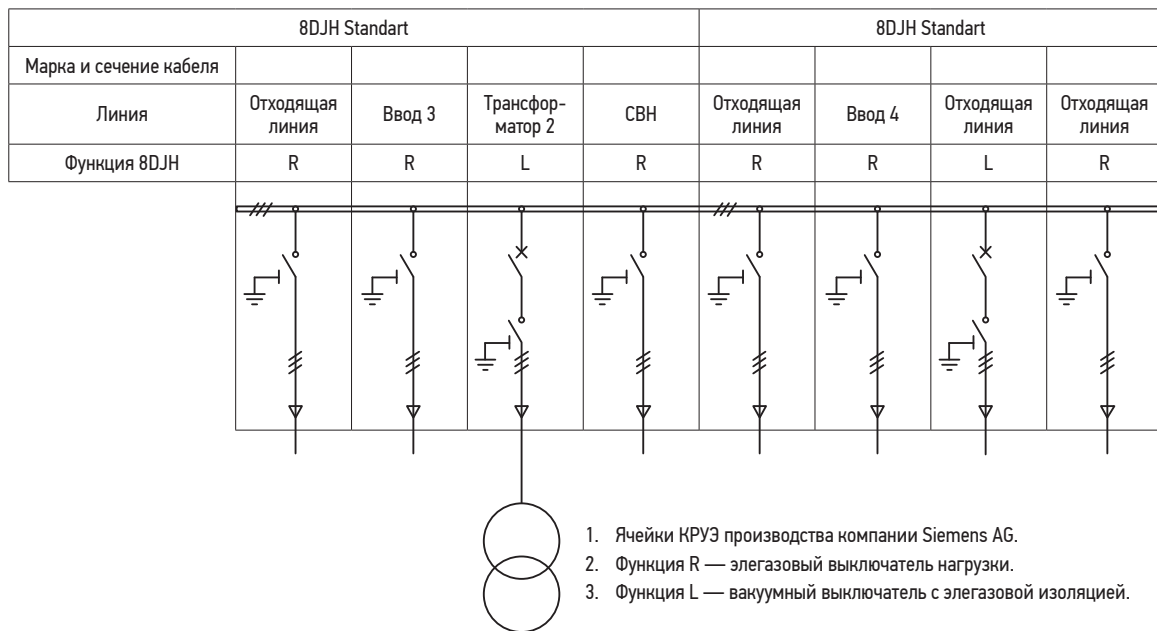 8DJH Standart 8DJH Standart
Марка и сечение кабеля
Линия Отходящая линия Ввод 3 Трансфор-матор 2 СВН Отходящая линия Ввод 4 Отходящая линия Отходящая линия
Функция 8DJH R R L R R R L R
1. Ячейки КРУЭ производства компании Siemens AG.
2. Функция R — элегазовый выключатель нагрузки.
3. Функция L — вакуумный выключатель с элегазовой изоляцией.